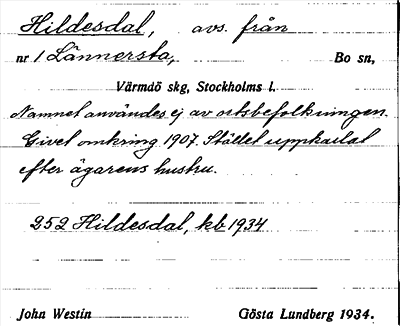 Hildesdal, avs. från
nr 1 Lännersta, Bo sn,
Värmdö skg, Stockholms l.
Namnet användes ej av ortsbefolkningen.
Givet omkring 1907. Stället uppkallat
efter ägarens hustru.
252 Hildesdal, kb 1934
John Westin Gösta Lundberg 1934.